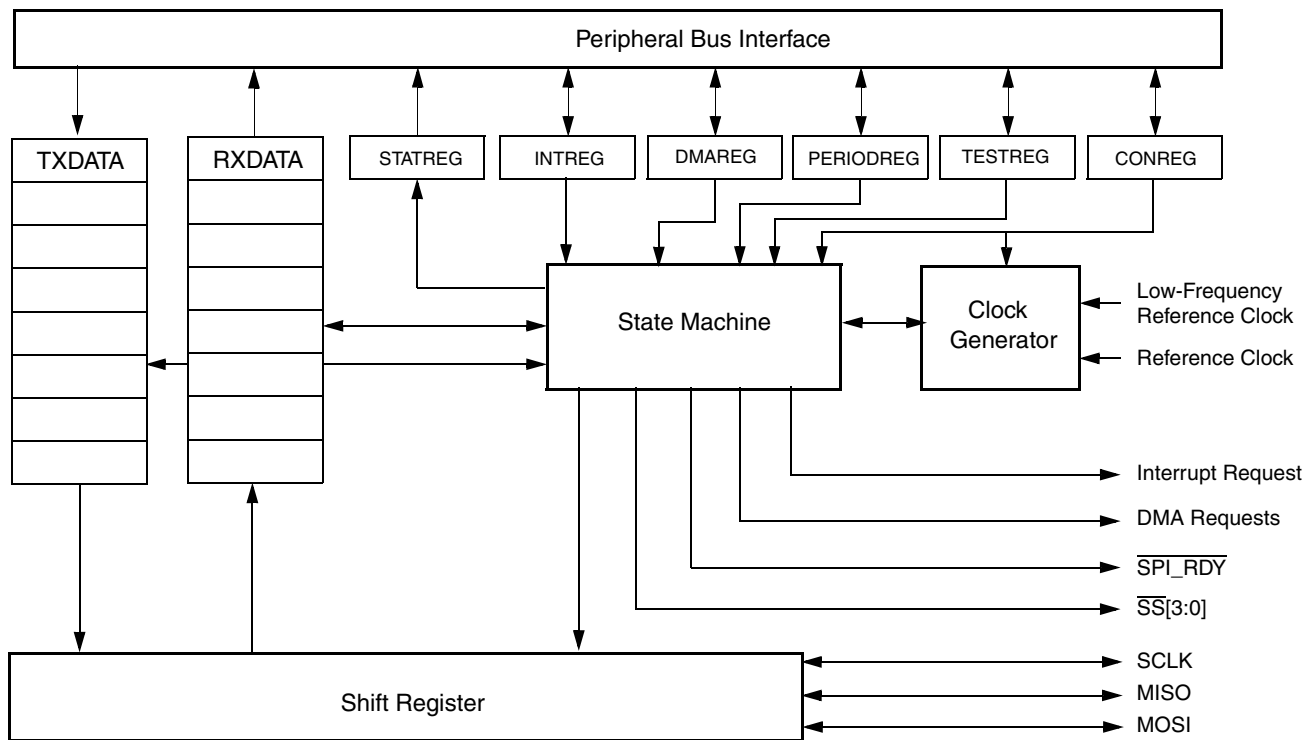 Peripheral Bus Interface
TXDATA
RXDATA
STATREG
INTREG
DMAREG
PERIODREG
TESTREG
CONREG
State Machine
Clock
Generator
Low-Frequency
Reference Clock
Reference Clock
Interrupt Request
DMA Requests
SPI_RDY
SS[3:0]
SCLK
MISO
MOSI
Shift Register